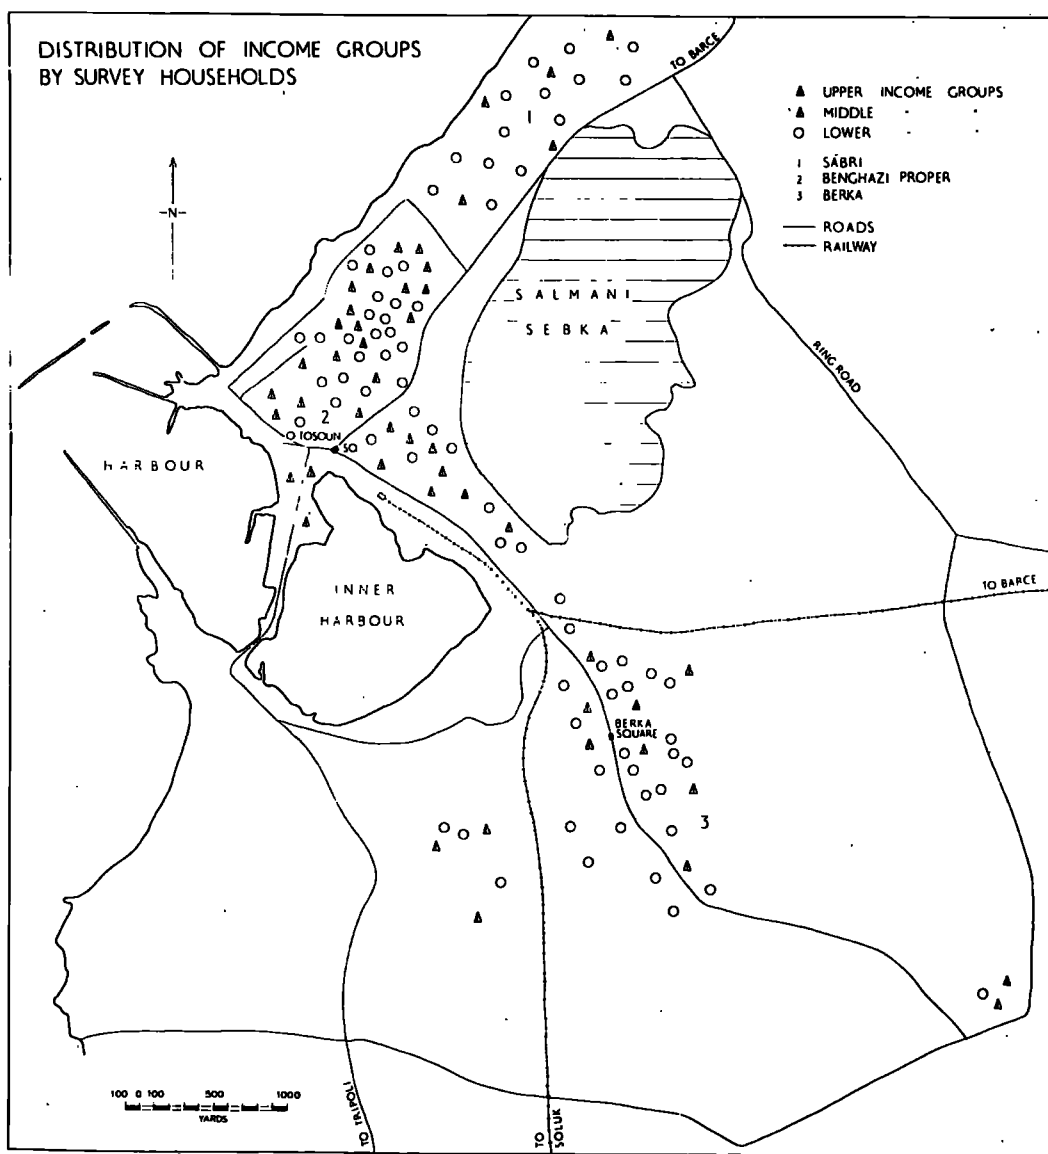 DISTRIBUTION OF INCOME GROUPS
BY SURVEY HOUSEHOLDS
TO BARCE
UPPER INCOME GROUPS
MIDDLE " "
LOWER " "
1 SABRI
2 BENGHAZI PROPER
3 BERKA
ROADS
RAILWAY
1
N
SALMANI
SEBKA
RING ROAD
2
TOSOUN
SQ
HARBOUR
INNER
HARBOUR
TO BARCE
BERKA
SQUARE
3
100 0 100 500 1000
YARDS
TO TRIPOLI
TO
SOLUK